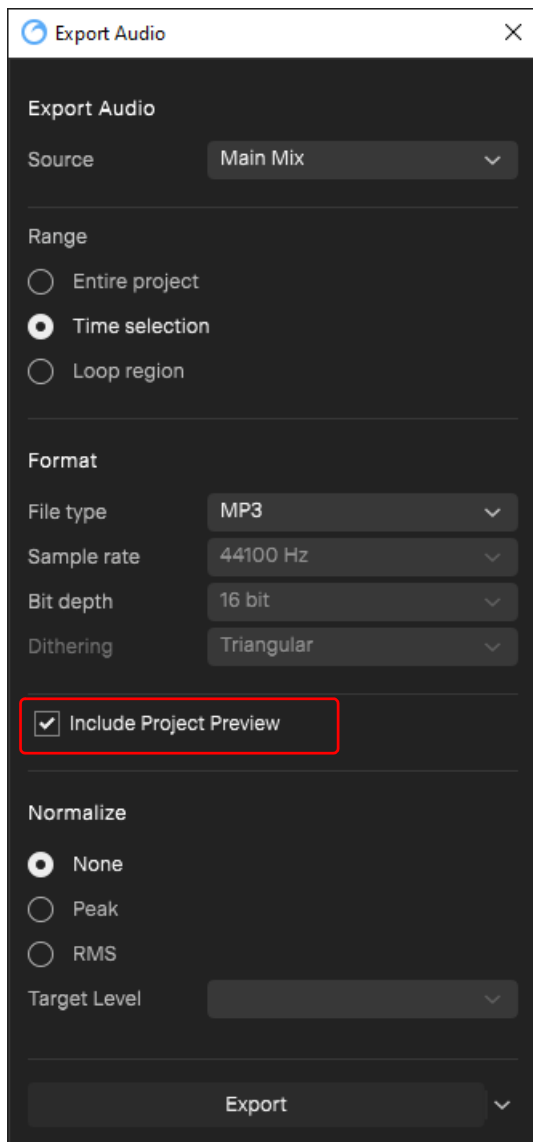 Export Audio
Export Audio
Source Main Mix
Range
Entire project
Time selection
Loop region
Format
File type MP3
Sample rate 44100 Hz
Bit depth 16 bit
Dithering Triangular
Include Project Preview
Normalize
None
Peak
RMS
Target Level
Export